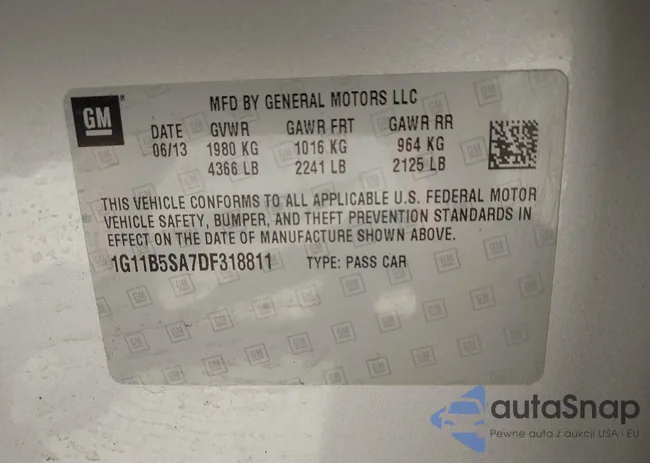 GM
MFD BY GENERAL MOTORS LLC
DATE GVWR GAWR FRT GAWR RR
06/13 1980 KG 1016 KG 964 KG
4366 LB 2241 LB 2125 LB
THIS VEHICLE CONFORMS TO ALL APPLICABLE U.S. FEDERAL MOTOR
VEHICLE SAFETY, BUMPER, AND THEFT PREVENTION STANDARDS IN
EFFECT ON THE DATE OF MANUFACTURE SHOWN ABOVE.
1G11B5SA7DF318811 TYPE: PASS CAR
autaSnap
Pewne auta z aukcji USA i EU